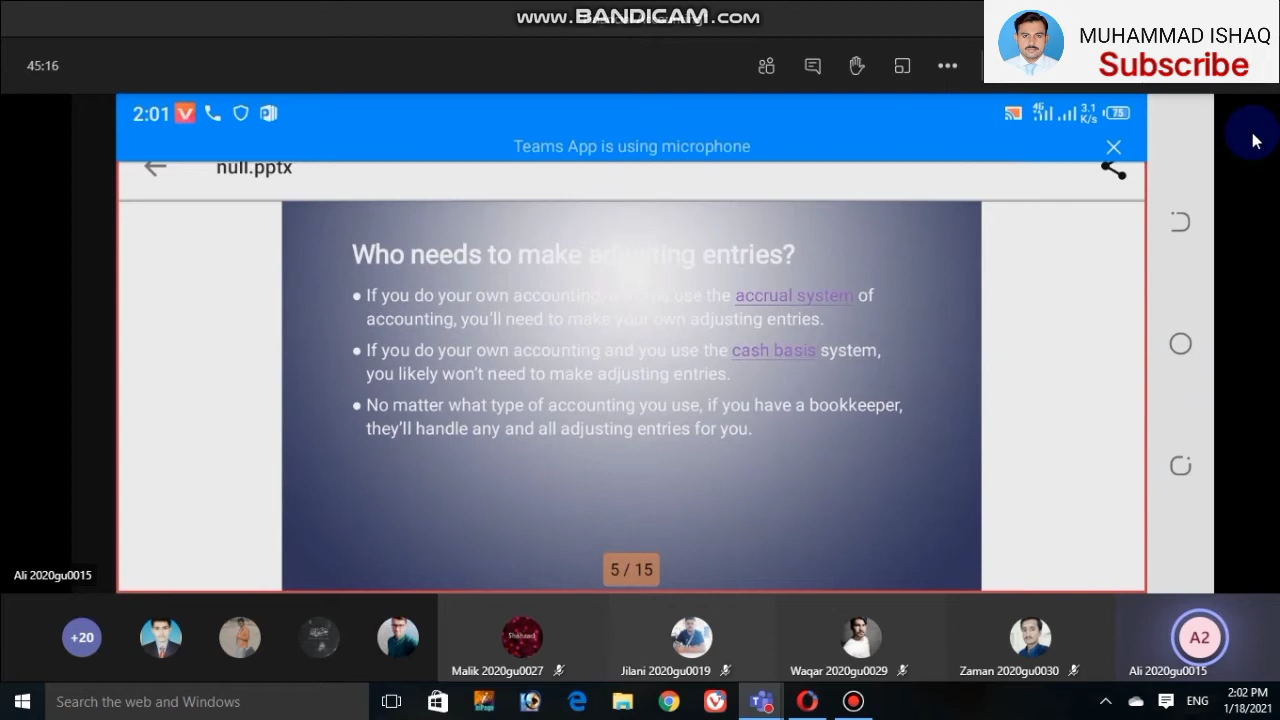 www.BANDICAM.com
MUHAMMAD ISHAQ
Subscribe
45:16
2:01
4G
3.1
K/s
75
Teams App is using microphone
null.pptx
Who needs to make adjusting entries?
• If you do your own accounting, use the accrual system of
accounting, you'll need to make your own adjusting entries.
• If you do your own accounting and you use the cash basis system,
you likely won't need to make adjusting entries.
• No matter what type of accounting you use, if you have a bookkeeper,
they'll handle any and all adjusting entries for you.
5 / 15
Ali 2020gu0015
+20
Shahzad
A2
Malik 2020gu0027
Jilani 2020gu0019
Waqar 2020gu0029
Zaman 2020gu0030
Ali 2020gu0015
Search the web and Windows
ENG
2:02 PM
1/18/2021